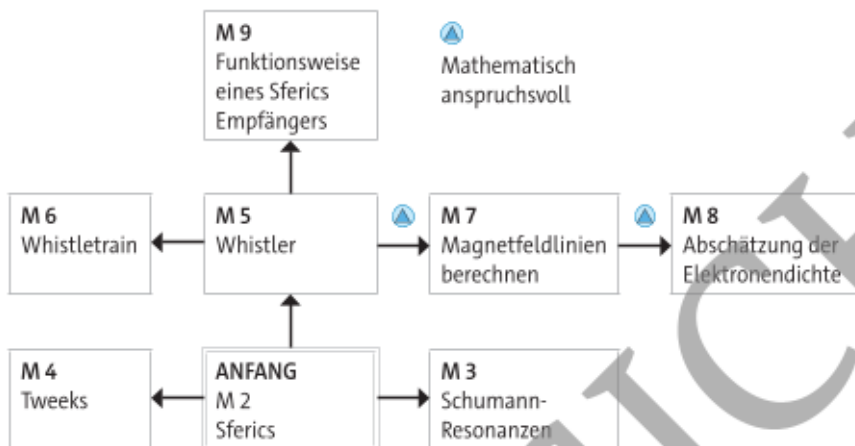 M 9
Funktionsweise
eines Sferics
Empfängers
Mathematisch
anspruchsvoll
M 6
Whistletrain
M 5
Whistler
M 7
Magnetfeldlinien
berechnen
M 8
Abschätzung der
Elektronendichte
M 4
Tweeks
ANFANG
M 2
Sferics
M 3
Schumann-
Resonanzen